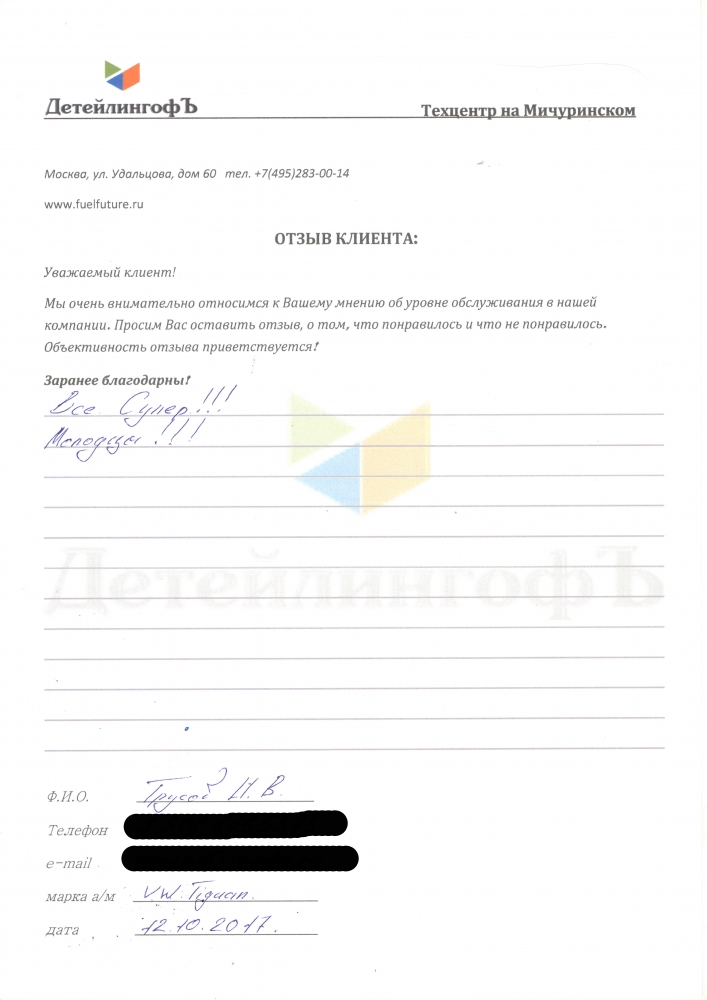 ДетейлингофЪ
Техцентр на Мичуринском
Москва, ул. Удальцова, дом 60 тел. +7(495)283-00-14
www.fuelfuture.ru
ОТЗЫВ КЛИЕНТА:
Уважаемый клиент!
Мы очень внимательно относимся к Вашему мнению об уровне обслуживания в нашей
компании. Просим Вас оставить отзыв, о том, что понравилось и что не понравилось.
Объективность отзыва приветствуется!
Заранее благодарны!
Все Супер!!!
Молодцы!!!
ДетейлингофЪ
Ф.И.О. В.
Телефон
e-mail
марка а/м VW. Tiguan.
дата 12.10.2017.